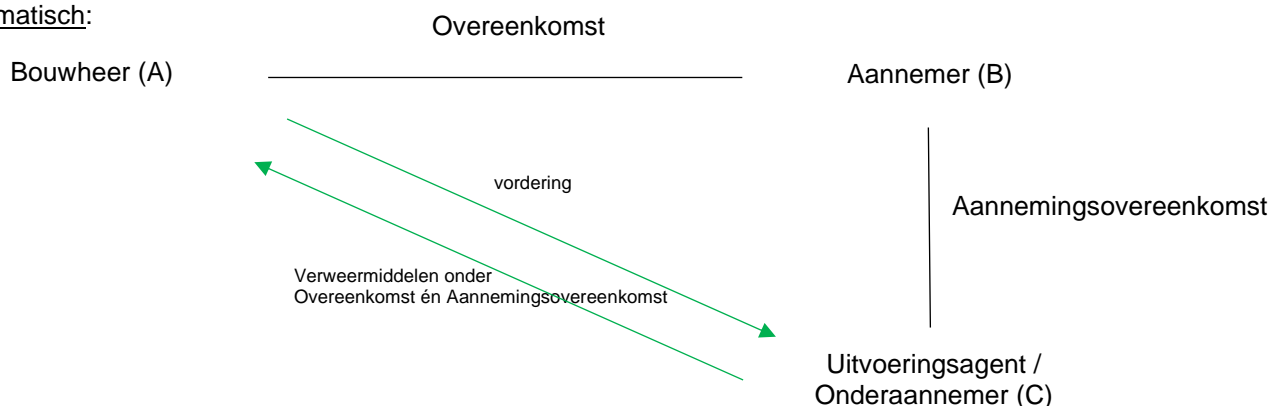 matisch:
Overeenkomst
Bouwheer (A)
Aannemer (B)
vordering
Aannemingsovereenkomst
Verweermiddelen onder
Overeenkomst én Aannemingsovereenkomst
Uitvoeringsagent /
Onderaannemer (C)